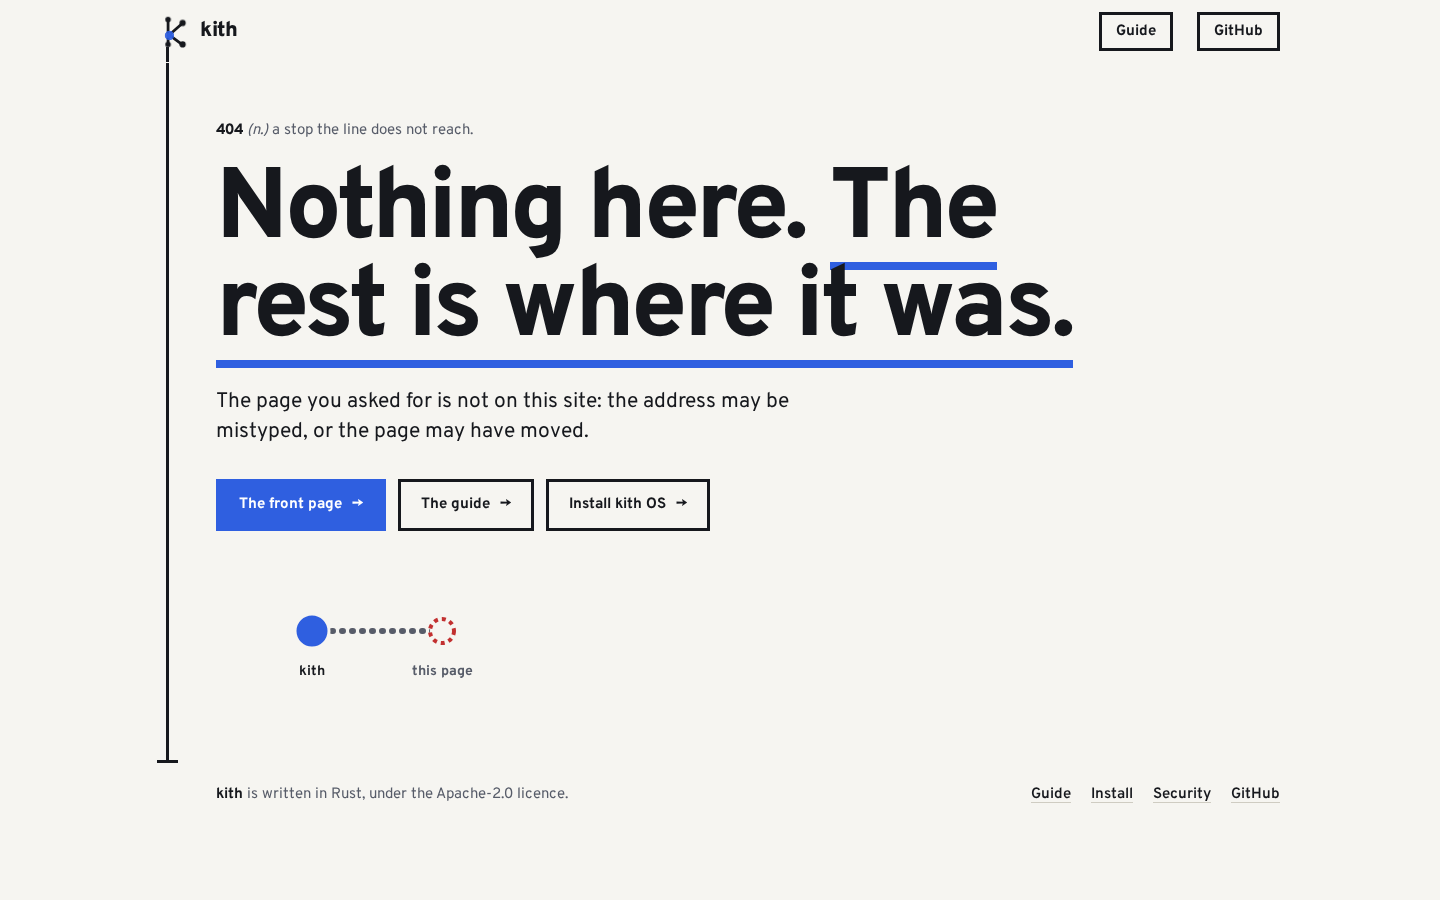 kith
Guide
GitHub
404 (n.) a stop the line does not reach.
Nothing here. The
rest is where it was.
The page you asked for is not on this site: the address may be
mistyped, or the page may have moved.
The front page →
The guide →
Install kith OS →
kith
this page
kith is written in Rust, under the Apache-2.0 licence.
Guide
Install
Security
GitHub